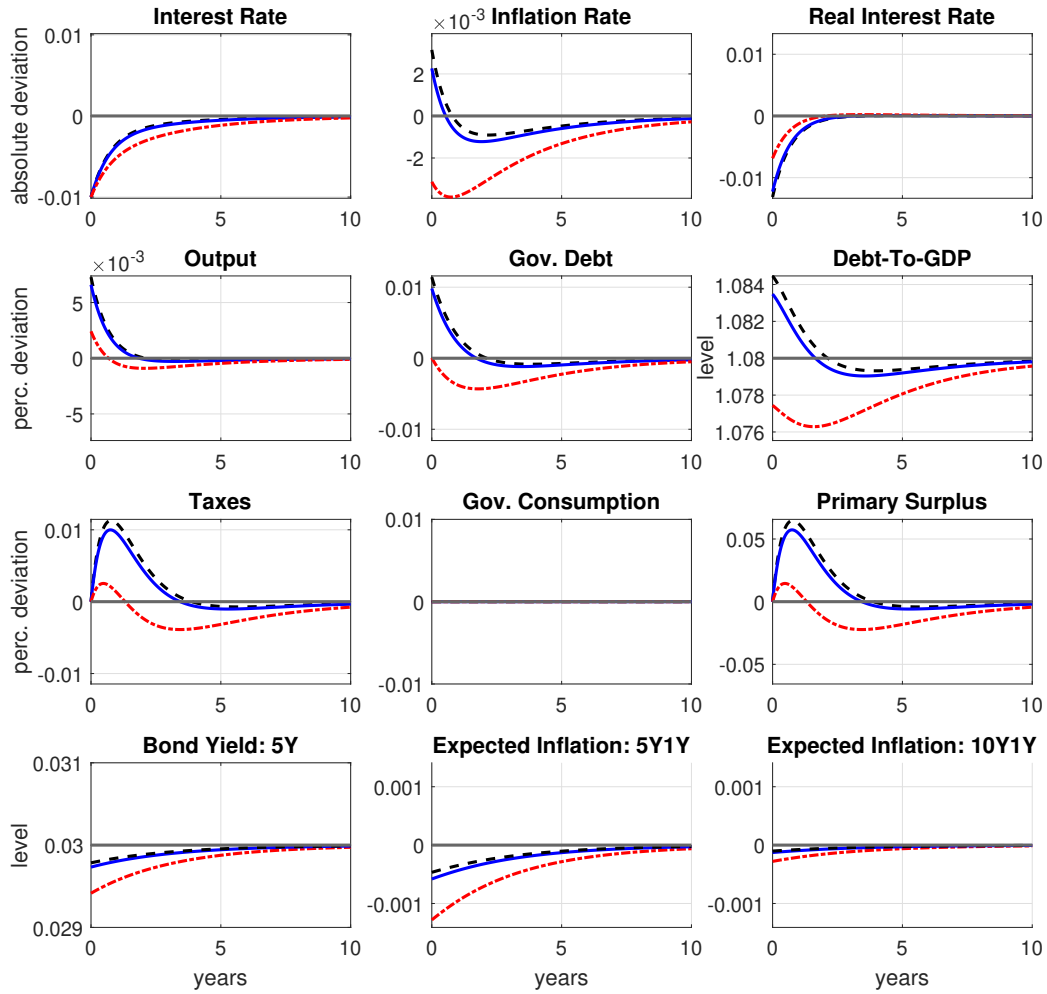 Interest Rate
absolute deviation
0.01
0
-0.01
0 5 10
×10⁻³ Inflation Rate
2
0
-2
0 5 10
Real Interest Rate
0.01
0
-0.01
0 5 10
Output
×10⁻³
perc. deviation
5
0
-5
0 5 10
Gov. Debt
0.01
0
-0.01
0 5 10
Debt-To-GDP
level
1.084
1.082
1.08
1.078
1.076
0 5 10
Taxes
perc. deviation
0.01
0
-0.01
0 5 10
Gov. Consumption
0.01
0
-0.01
0 5 10
Primary Surplus
0.05
0
-0.05
0 5 10
Bond Yield: 5Y
level
0.031
0.03
0.029
0 5 10
years
Expected Inflation: 5Y1Y
0.001
0
-0.001
0 5 10
years
Expected Inflation: 10Y1Y
0.001
0
-0.001
0 5 10
years